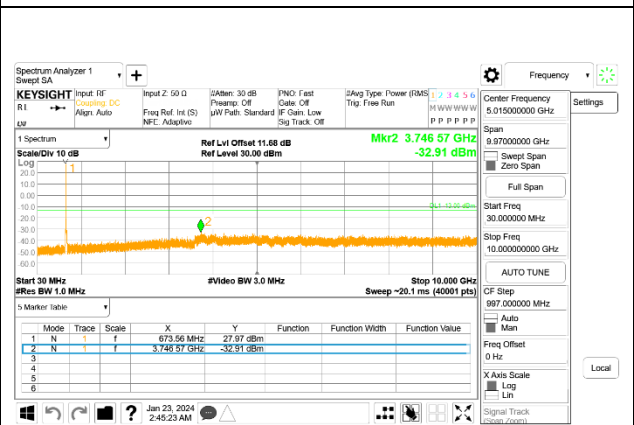 Spectrum Analyzer 1
Swept SA
+
Frequency
KEYSIGHT
Input: RF
Coupling: DC
Align: Auto
Input Z: 50 Ω
Freq Ref: Int (S)
NFE: Adaptive
#Atten: 30 dB
Preamp: Off
µW Path: Standard
PNO: Fast
Gate: Off
IF Gain: Low
Sig Track: Off
#Avg Type: Power (RMS
Trig: Free Run
1 2 3 4 5 6
M W W W W W
P P P P P P
1 Spectrum
Scale/Div 10 dB
Ref Lvl Offset 11.68 dB
Ref Level 30.00 dBm
Mkr2 3.746 57 GHz
-32.91 dBm
Log
20.0
10.0
0.00
-10.0
-20.0
-30.0
-40.0
-50.0
-60.0
1
2
Start 30 MHz
#Res BW 1.0 MHz
#Video BW 3.0 MHz
Stop 10.000 GHz
Sweep ~20.1 ms (40001 pts)
5 Marker Table
Mode Trace Scale X Y Function Function Width Function Value
1 N 1 f 673.56 MHz 27.97 dBm
2 N 1 f 3.746 57 GHz -32.91 dBm
3
4
5
6
Center Frequency
5.015000000 GHz
Settings
Span
9.97000000 GHz
Swept Span
Zero Span
Full Span
Start Freq
30.000000 MHz
Stop Freq
10.000000000 GHz
AUTO TUNE
CF Step
997.000000 MHz
Auto
Man
Freq Offset
0 Hz
X Axis Scale
Log
Lin
Local
Signal Track
(Span Zoom)
?
Jan 23, 2024
2:45:23 AM